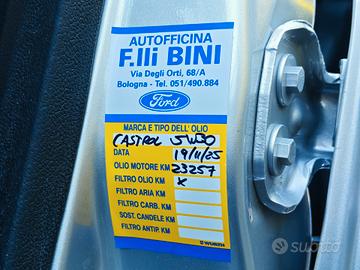 AUTOFFICINA
F.lli BINI
Via Degli Orti, 68/A
Bologna - Tel. 051/490.884
Ford
MARCA E TIPO DELL'OLIO
CASTROL 5W30
DATA 19/11/25
OLIO MOTORE KM 23257
FILTRO OLIO KM x
FILTRO ARIA KM
FILTRO CARB. KM
SOST. CANDELE KM
FILTRO ANTIP. KM
subito